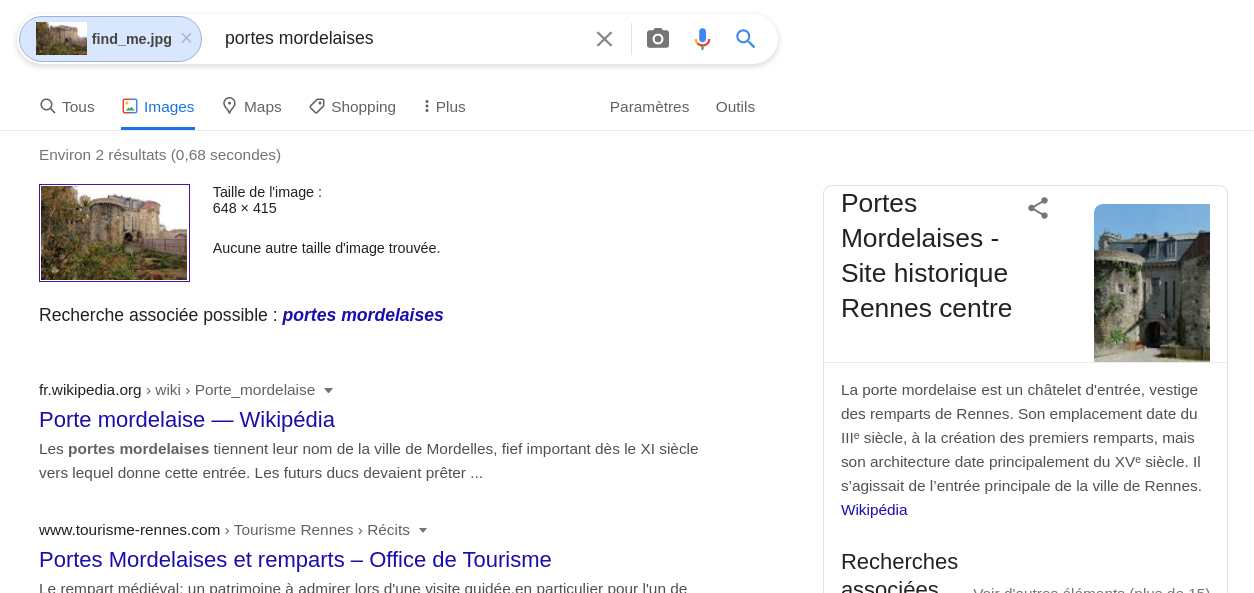 find_me.jpg × portes mordelaises
Tous Images Maps Shopping Plus Paramètres Outils
Environ 2 résultats (0,68 secondes)
Taille de l'image :
648 × 415
Aucune autre taille d'image trouvée.
Recherche associée possible : portes mordelaises
fr.wikipedia.org › wiki › Porte_mordelaise
Porte mordelaise — Wikipédia
Les portes mordelaises tiennent leur nom de la ville de Mordelles, fief important dès le XI siècle
vers lequel donne cette entrée. Les futurs ducs devaient prêter ...
www.tourisme-rennes.com › Tourisme Rennes › Récits
Portes Mordelaises et remparts – Office de Tourisme
Le rempart médiéval: un patrimoine à admirer lors d'une visite guidée,en particulier pour l'un de
Portes
Mordelaises -
Site historique
Rennes centre
La porte mordelaise est un châtelet d'entrée, vestige
des remparts de Rennes. Son emplacement date du
IIIᵉ siècle, à la création des premiers remparts, mais
son architecture date principalement du XVᵉ siècle. Il
s’agissait de l’entrée principale de la ville de Rennes.
Wikipédia
Recherches
associées
Voir d'autres éléments (plus de 15)